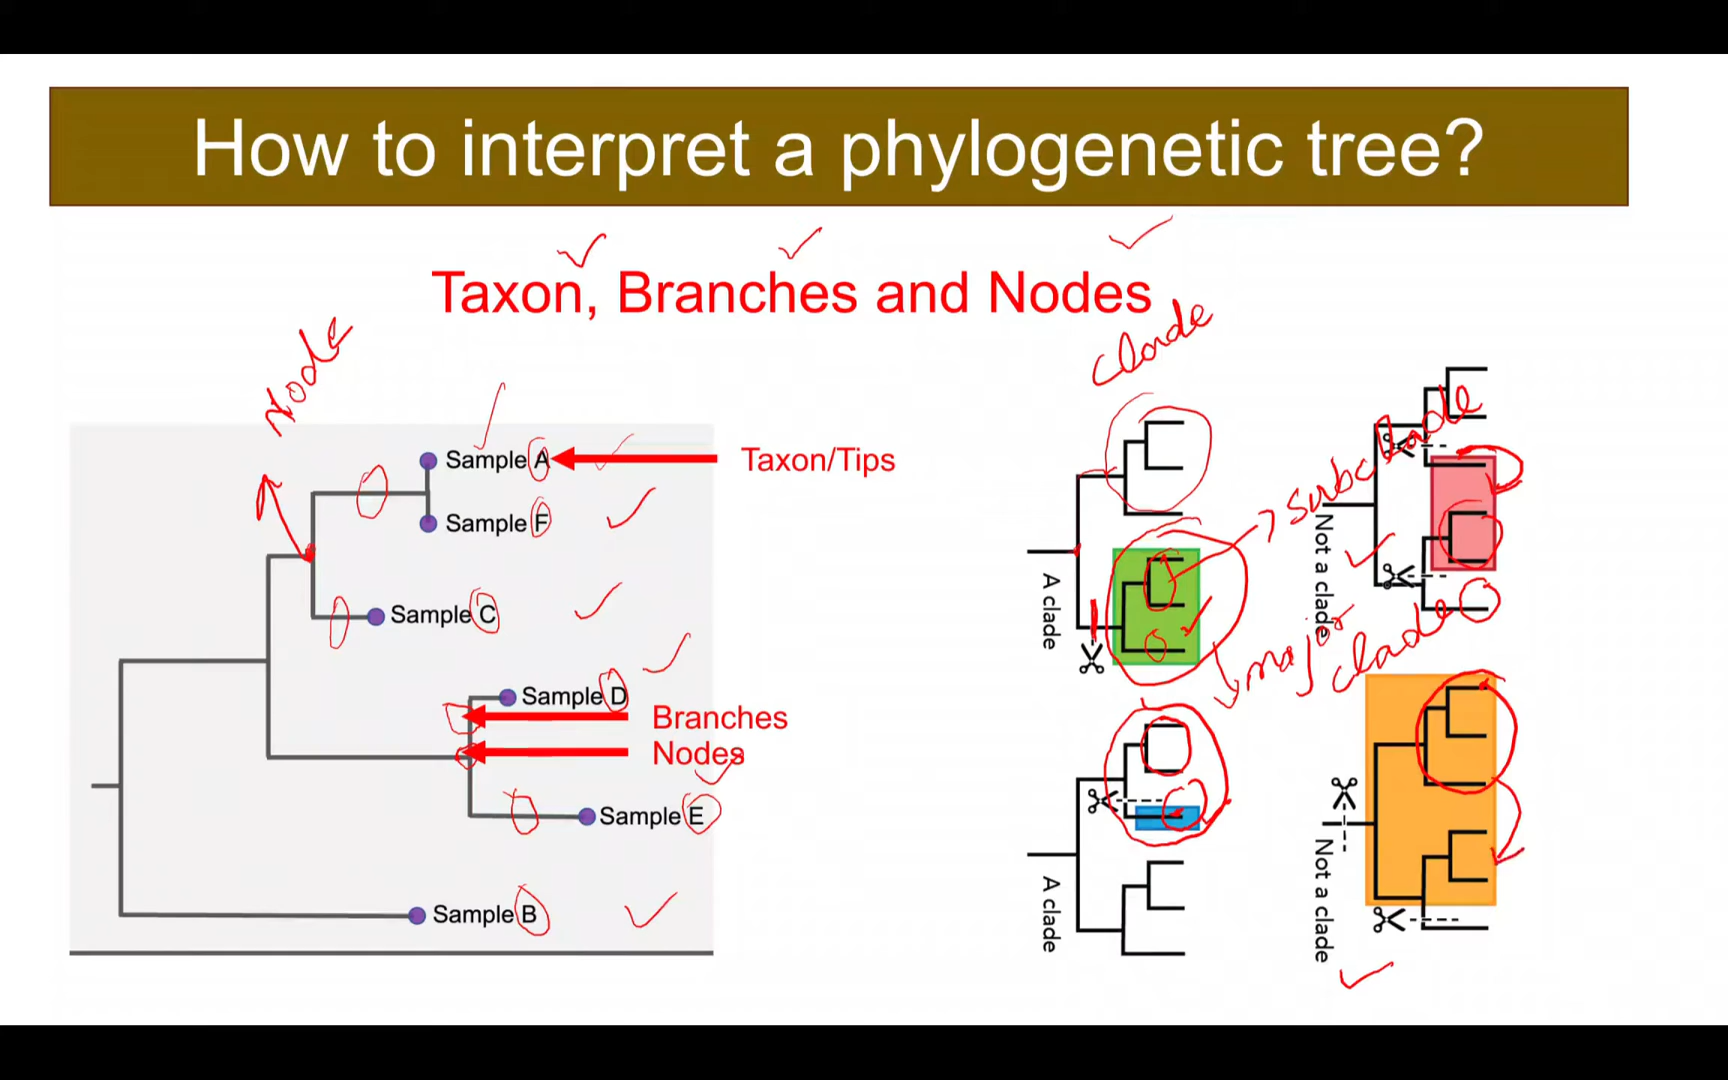 How to interpret a phylogenetic tree?
Taxon, Branches and Nodes
Node
clade
Sample A
Taxon/Tips
Sample F
Sample C
Sample D
Branches
Nodes
Sample E
Sample B
subclade
major
clade
A clade
Not a clade
A clade
Not a clade